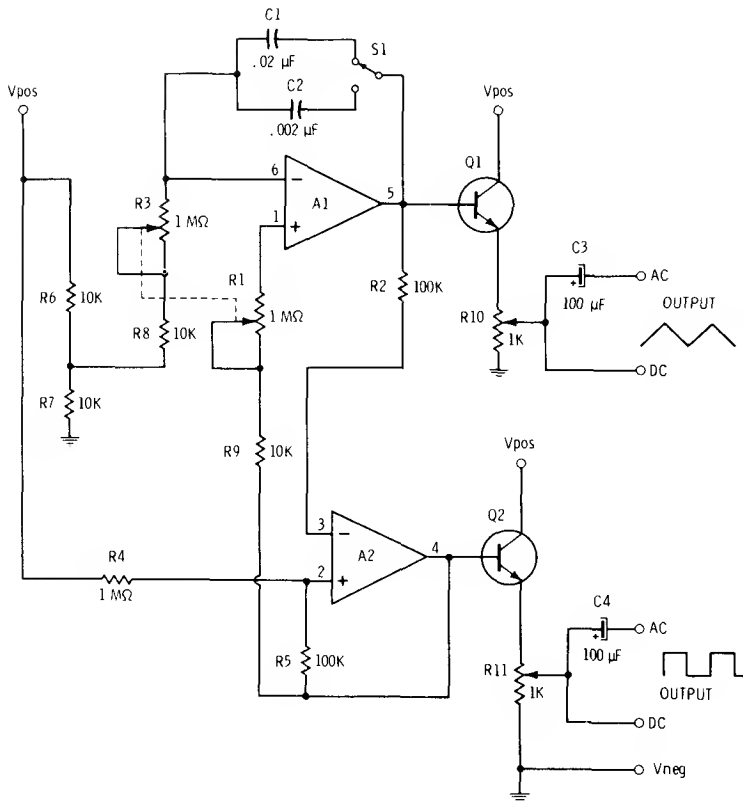 C1
.02 µF
S1
C2
.002 µF
Vpos
Vpos
Q1
6
−
A1
5
1
+
R3
1 MΩ
R1
1 MΩ
R2
100K
C3
+
100 µF
AC
OUTPUT
DC
R10
1K
R6
10K
R8
10K
R7
10K
R9
10K
Vpos
Q2
3
−
A2
4
2
+
R4
1 MΩ
R5
100K
C4
+
100 µF
AC
OUTPUT
DC
R11
1K
Vneg